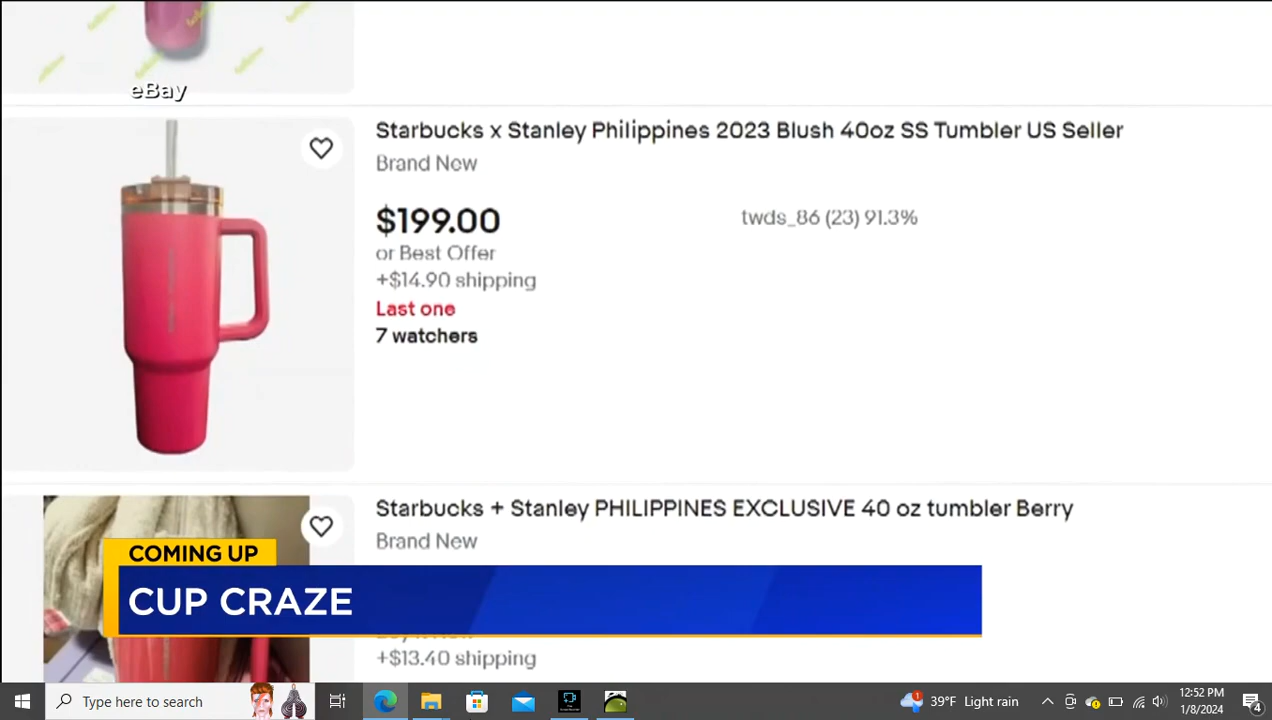 eBay
Starbucks x Stanley Philippines 2023 Blush 40oz SS Tumbler US Seller
Brand New
$199.00
twds_86 (23) 91.3%
or Best Offer
+$14.90 shipping
Last one
7 watchers
Starbucks + Stanley PHILIPPINES EXCLUSIVE 40 oz tumbler Berry
Brand New
COMING UP
CUP CRAZE
+$13.40 shipping
Type here to search
1
39°F Light rain
12:52 PM
1/8/2024
4